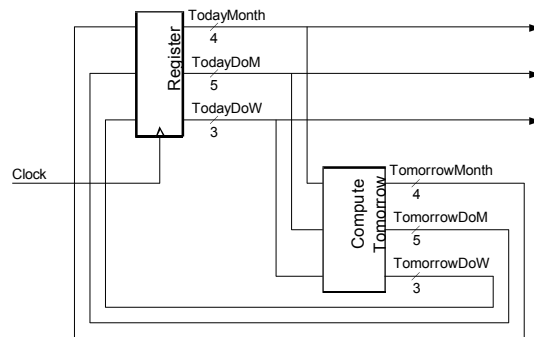 TodayMonth
4
Register
TodayDoM
5
TodayDoW
3
Clock
Compute
Tomorrow
TomorrowMonth
4
TomorrowDoM
5
TomorrowDoW
3